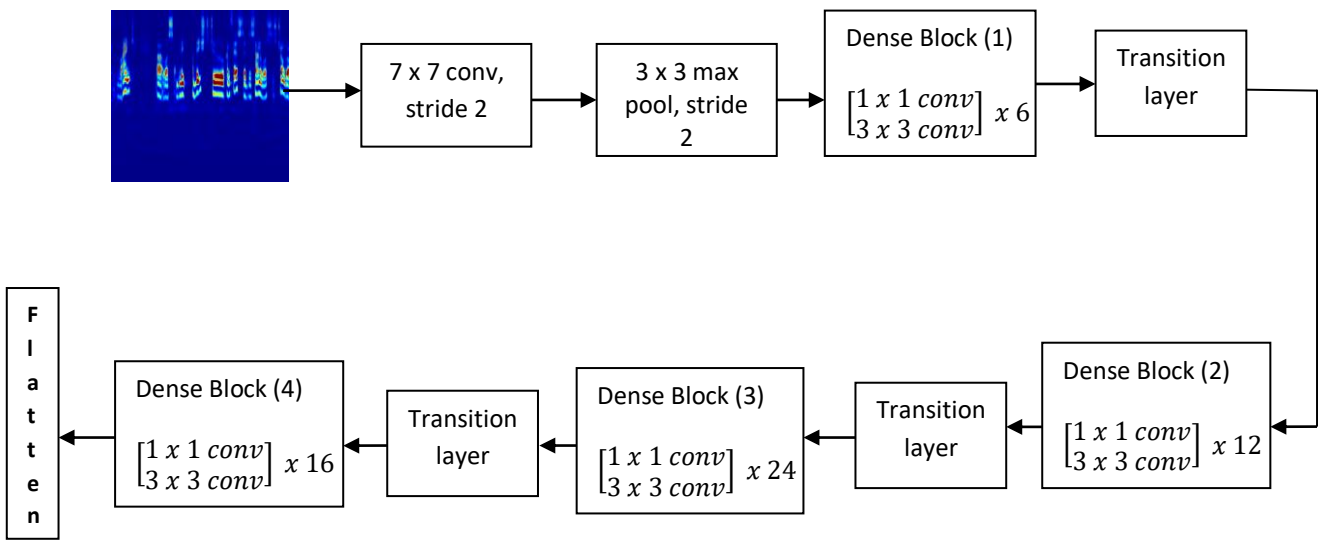 7 x 7 conv,
stride 2
3 x 3 max
pool, stride
2
Dense Block (1)
[1 x 1 conv]
[3 x 3 conv] x 6
Transition
layer
Dense Block (2)
[1 x 1 conv]
[3 x 3 conv] x 12
Transition
layer
Dense Block (3)
[1 x 1 conv]
[3 x 3 conv] x 24
Transition
layer
Dense Block (4)
[1 x 1 conv]
[3 x 3 conv] x 16
F
l
a
t
t
e
n